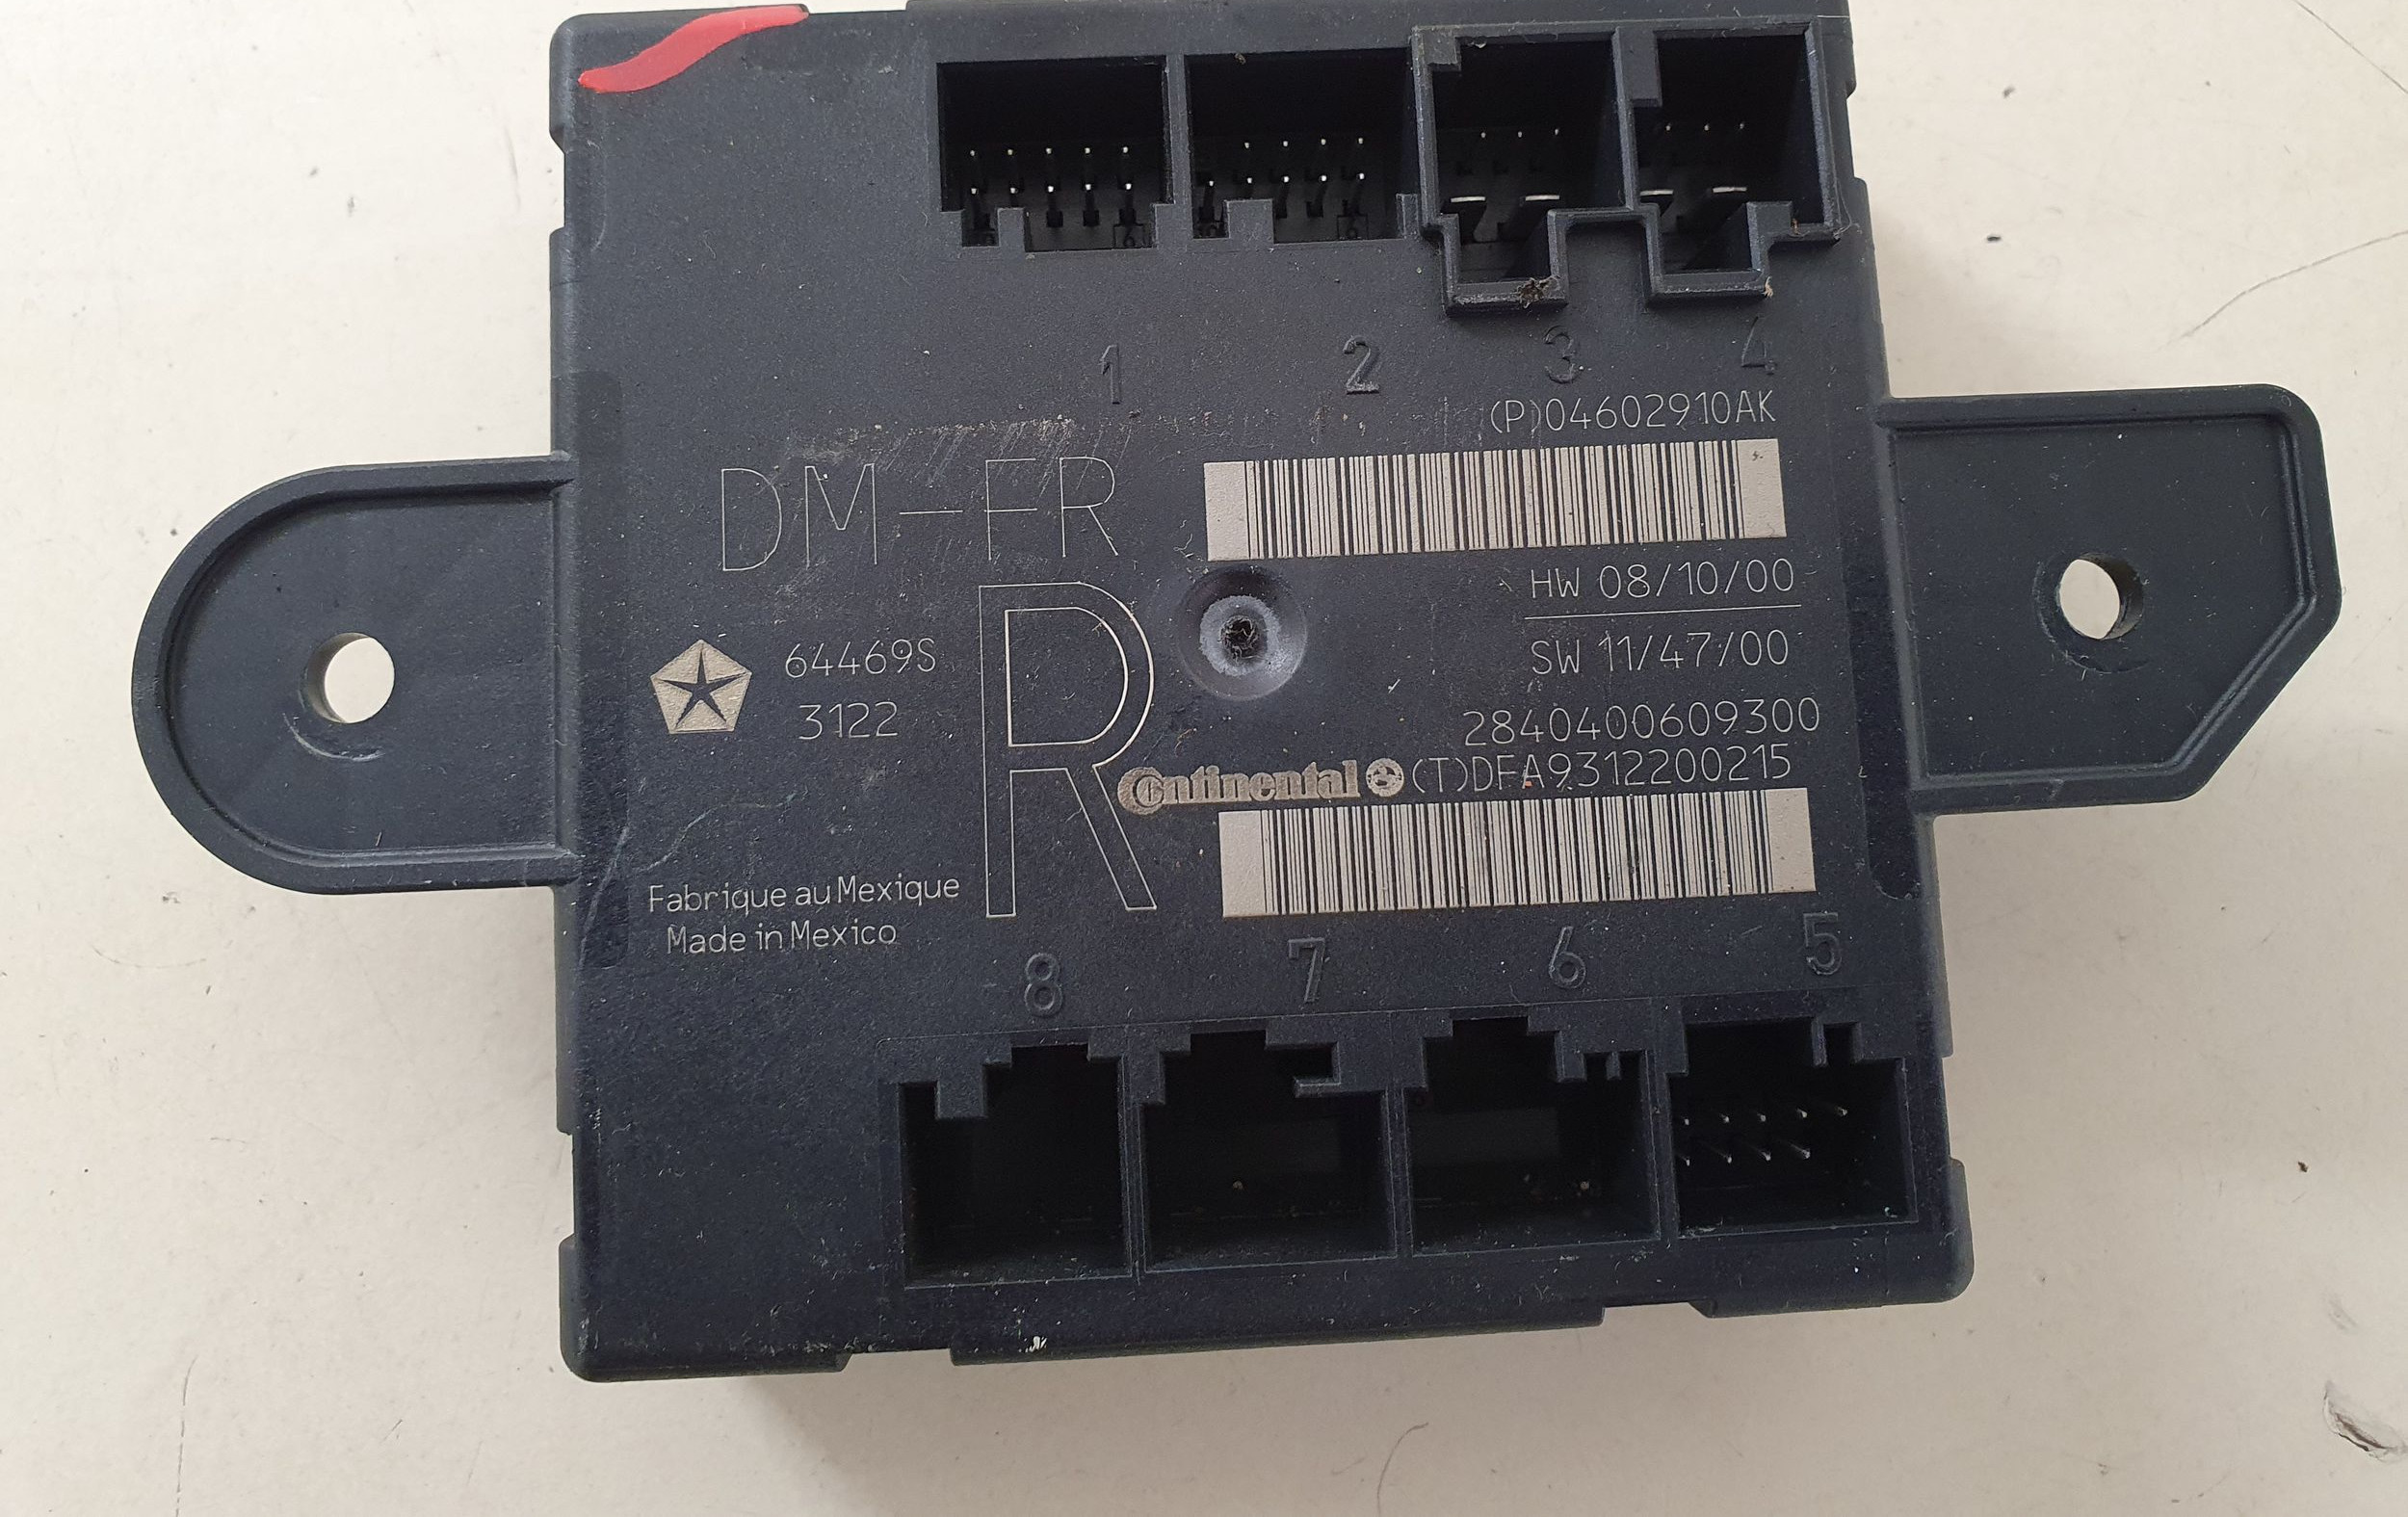 1 2 3 4
(P)04602910AK
DM-FR
HW 08/10/00
SW 11/47/00
R
64469S
3122
2840400609300
Continental (T)DFA9312200215
Fabrique au Mexique
Made in Mexico
8 7 6 5